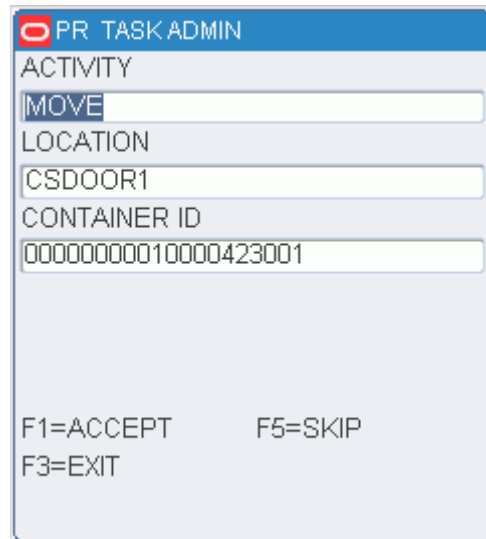 PR TASK ADMIN
ACTIVITY
MOVE
LOCATION
CSDOOR1
CONTAINER ID
00000000010000423001
F1=ACCEPT F5=SKIP
F3=EXIT